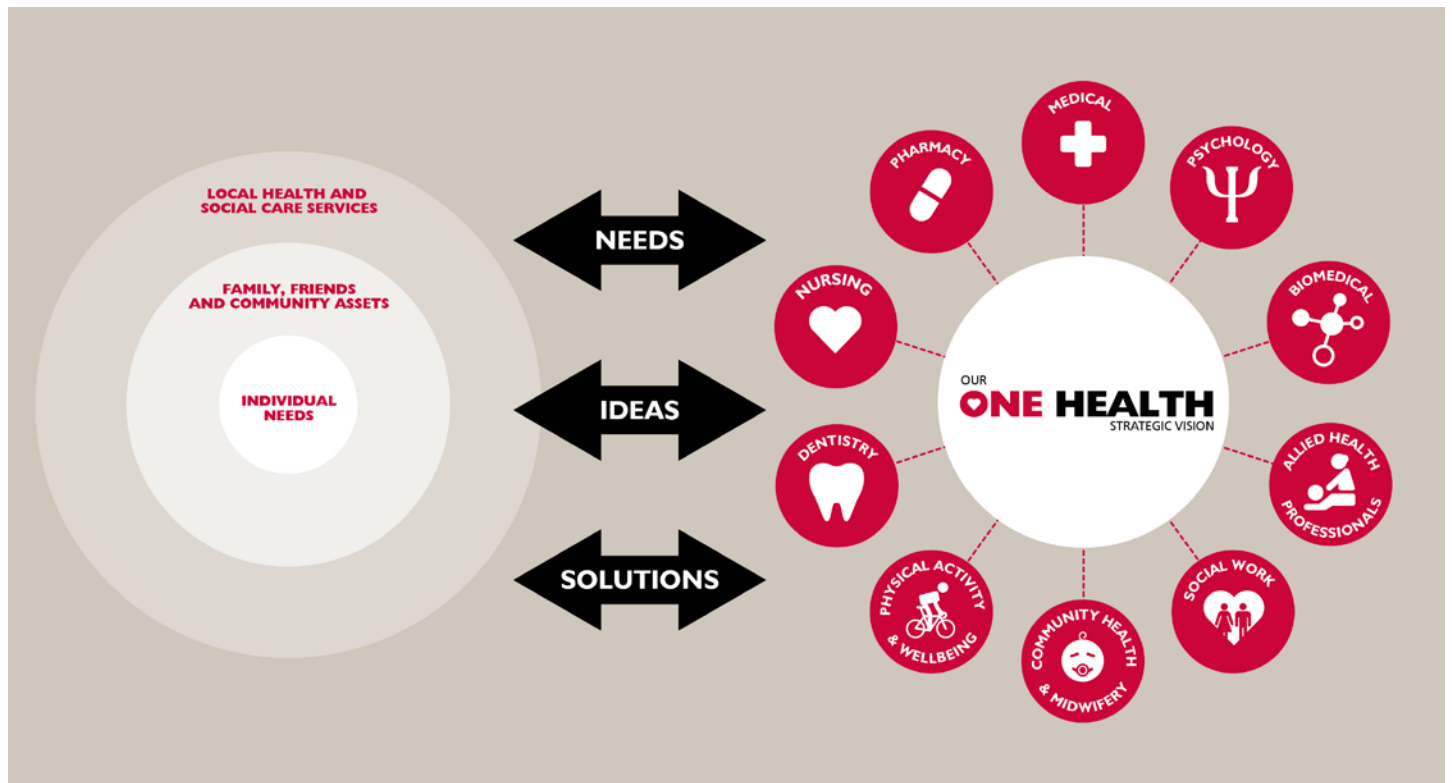 LOCAL HEALTH AND
SOCIAL CARE SERVICES
FAMILY, FRIENDS
AND COMMUNITY ASSETS
INDIVIDUAL
NEEDS
NEEDS
IDEAS
SOLUTIONS
OUR
ONE HEALTH
STRATEGIC VISION
MEDICAL
PSYCHOLOGY
BIOMEDICAL
ALLIED HEALTH
PROFESSIONALS
SOCIAL WORK
COMMUNITY HEALTH
& MIDWIFERY
PHYSICAL ACTIVITY
& WELLBEING
DENTISTRY
NURSING
PHARMACY